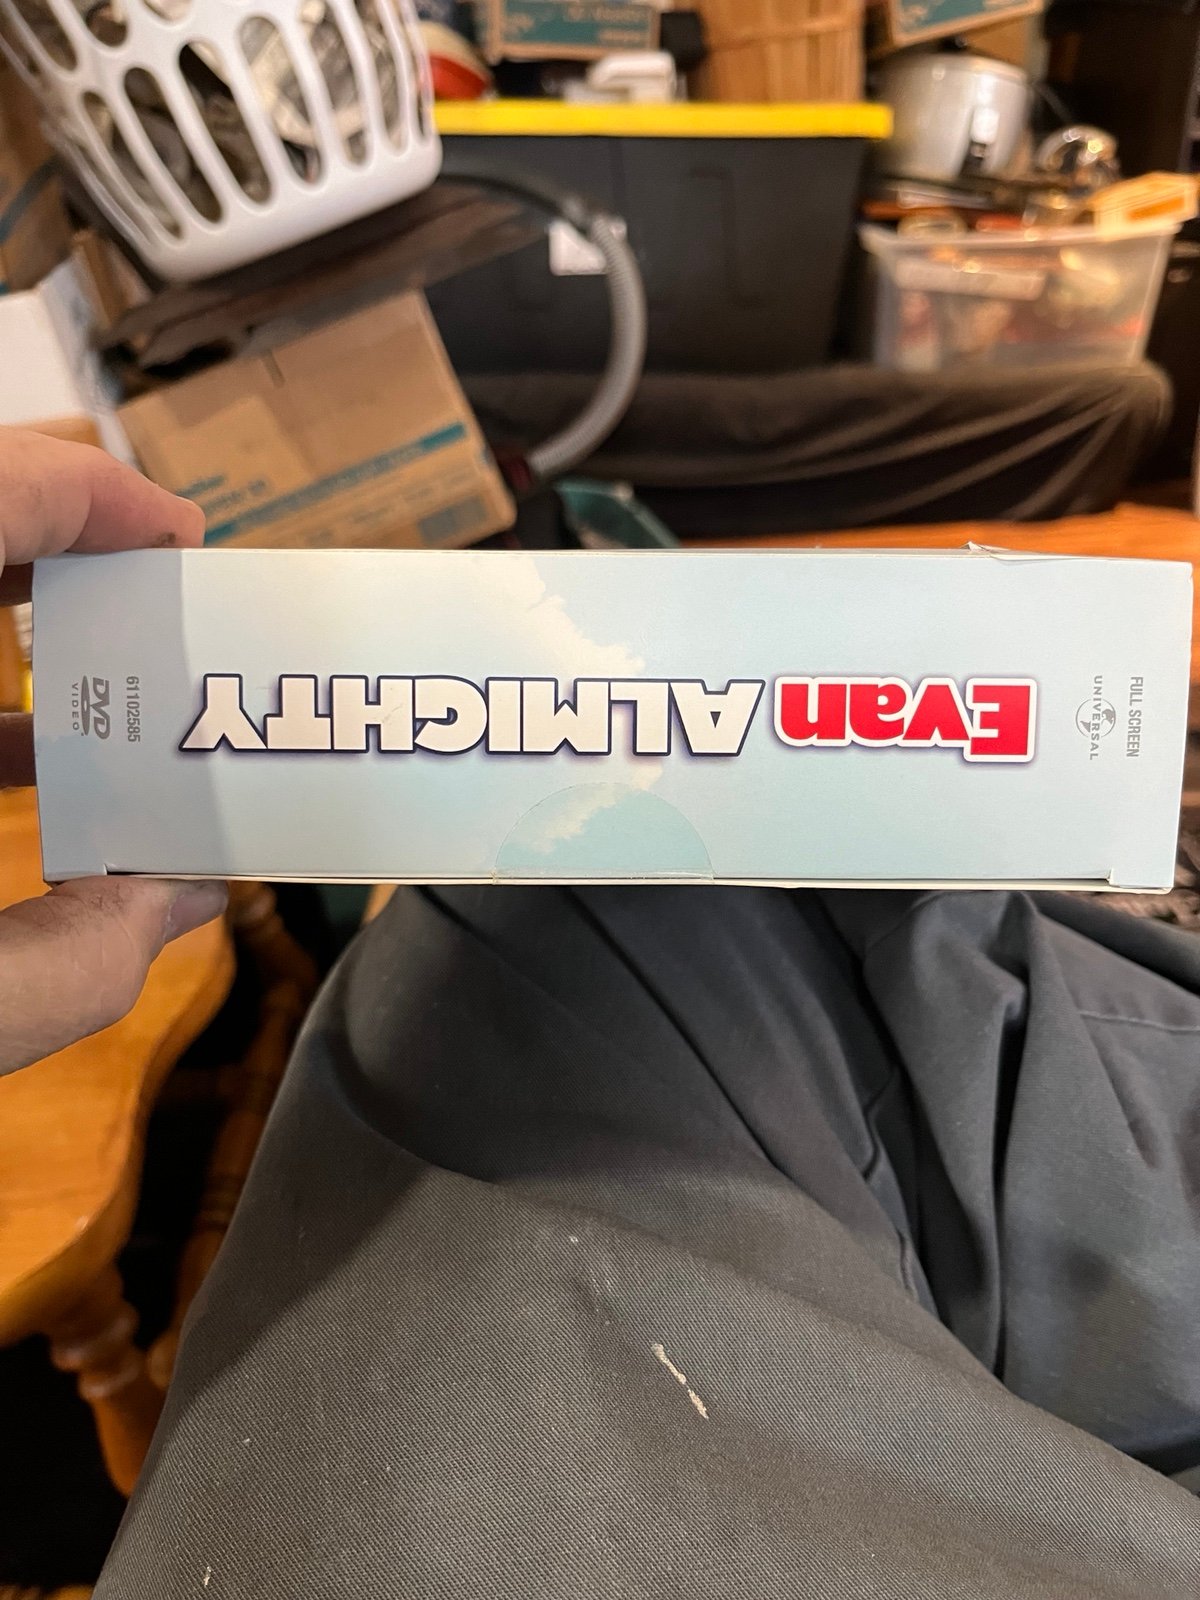 FULL SCREEN
UNIVERSAL
Evan ALMIGHTY
61102585
DVD
VIDEO